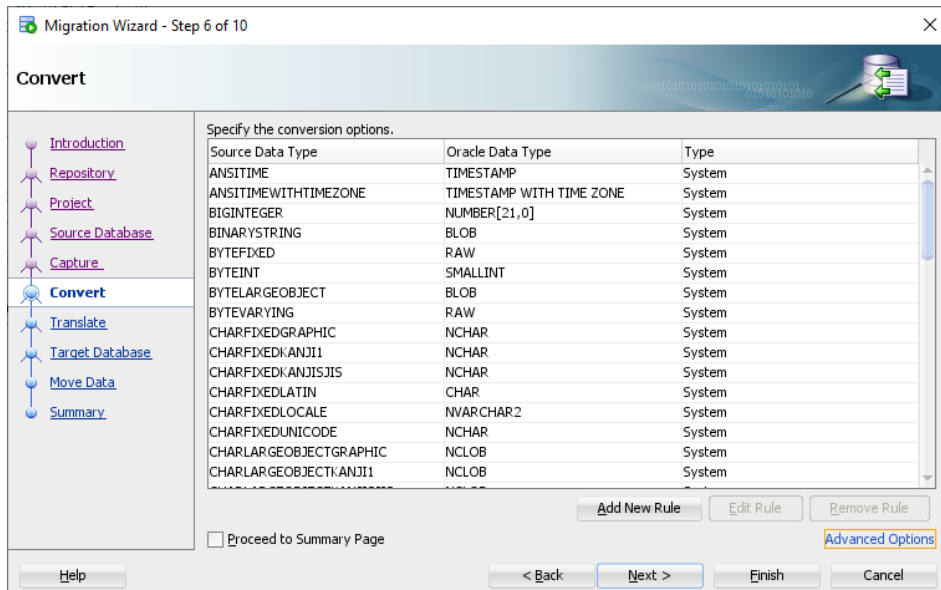 Migration Wizard - Step 6 of 10
Convert
Introduction
Repository
Project
Source Database
Capture
Convert
Translate
Target Database
Move Data
Summary
Specify the conversion options.
Source Data Type Oracle Data Type Type
ANSITIME TIMESTAMP System
ANSITIMEWITHTIMEZONE TIMESTAMP WITH TIME ZONE System
BIGINTEGER NUMBER[21,0] System
BINARYSTRING BLOB System
BYTEFIXED RAW System
BYTEINT SMALLINT System
BYTELARGEOBJECT BLOB System
BYTEVARYING RAW System
CHARFIXEDGRAPHIC NCHAR System
CHARFIXEDKANJI1 NCHAR System
CHARFIXEDKANJISJIS NCHAR System
CHARFIXEDLATIN CHAR System
CHARFIXEDLOCALE NVARCHAR2 System
CHARFIXEDUNICODE NCHAR System
CHARLARGEOBJECTGRAPHIC NCLOB System
CHARLARGEOBJECTKANJI1 NCLOB System
Add New Rule Edit Rule Remove Rule
Proceed to Summary Page Advanced Options
Help < Back Next > Finish Cancel